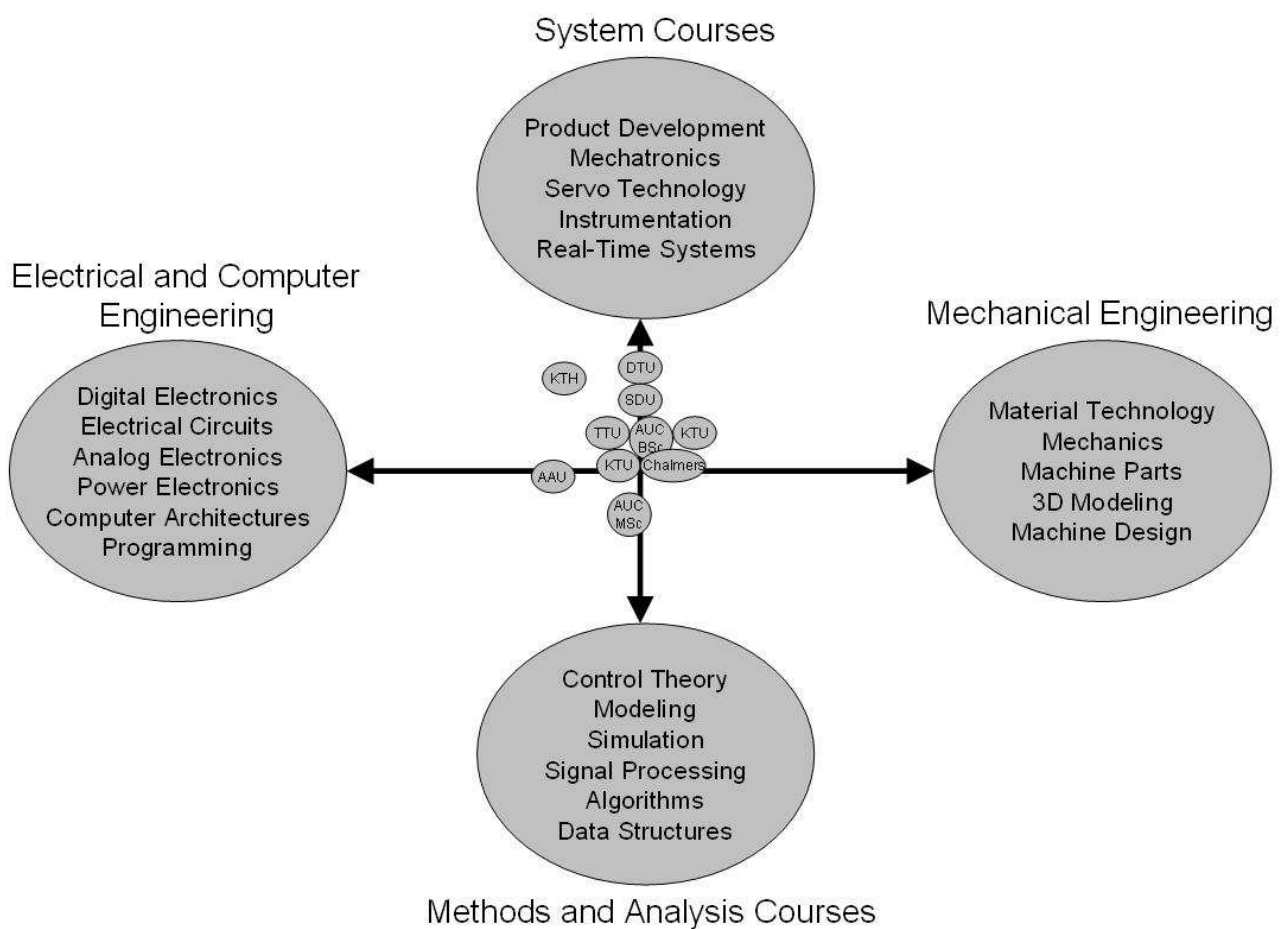 System Courses
Product Development
Mechatronics
Servo Technology
Instrumentation
Real-Time Systems
Electrical and Computer
Engineering
Digital Electronics
Electrical Circuits
Analog Electronics
Power Electronics
Computer Architectures
Programming
Mechanical Engineering
Material Technology
Mechanics
Machine Parts
3D Modeling
Machine Design
DTU
KTH
SDU
TTU
AUC
BSc
KTU
KTU
Chalmers
AAU
AUC
MSc
Control Theory
Modeling
Simulation
Signal Processing
Algorithms
Data Structures
Methods and Analysis Courses